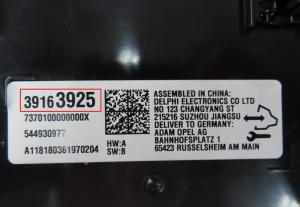 39163925
7370100000000X
544930977
A118180361970204
HW:A
SW:B
ASSEMBLED IN CHINA:
DELPHI ELECTRONICS CO LTD
NO 123 CHANGYANG ST
215216 SUZHOU JIANGSU
DELIVER TO GERMANY:
ADAM OPEL AG
BAHNHOFSPLATZ 1
65423 RUSSELSHEIM AM MAIN